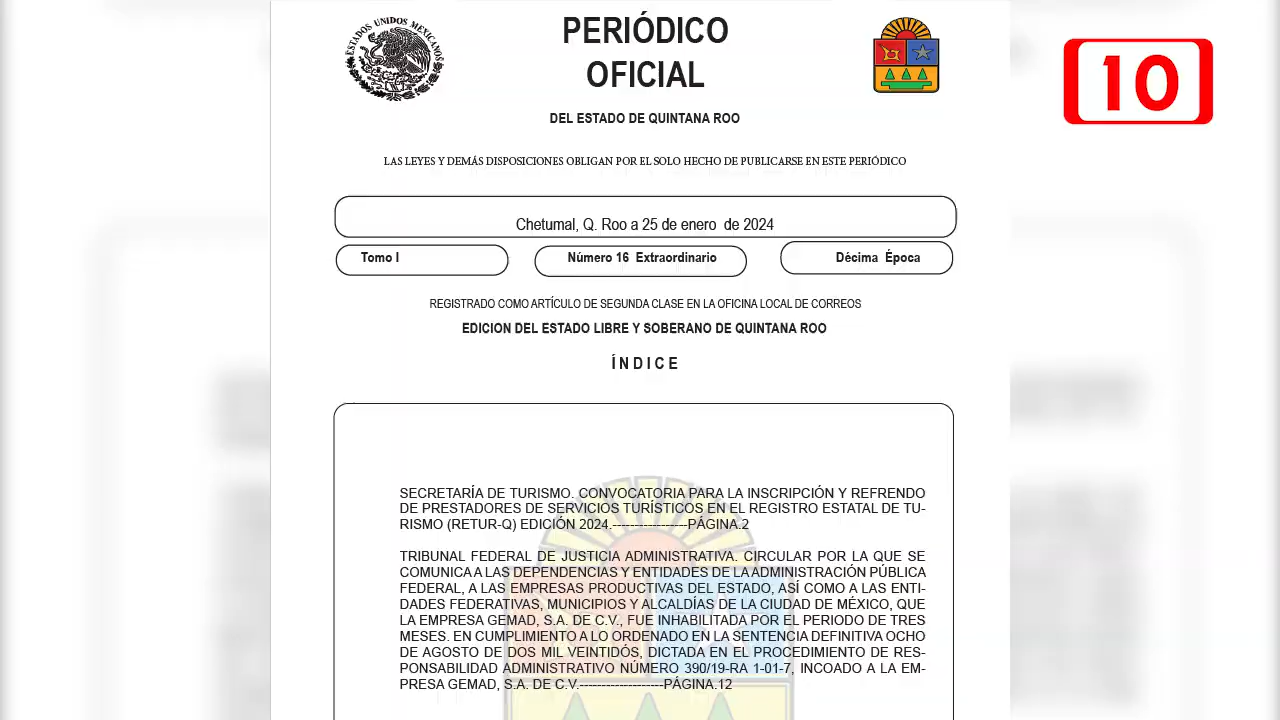 ESTADOS UNIDOS MEXICANOS
PERIÓDICO
OFICIAL
10
DEL ESTADO DE QUINTANA ROO
LAS LEYES Y DEMÁS DISPOSICIONES OBLIGAN POR EL SOLO HECHO DE PUBLICARSE EN ESTE PERIÓDICO
Chetumal, Q. Roo a 25 de enero de 2024
Tomo I
Número 16 Extraordinario
Décima Época
REGISTRADO COMO ARTÍCULO DE SEGUNDA CLASE EN LA OFICINA LOCAL DE CORREOS
EDICION DEL ESTADO LIBRE Y SOBERANO DE QUINTANA ROO
ÍNDICE
SECRETARÍA DE TURISMO. CONVOCATORIA PARA LA INSCRIPCIÓN Y REFRENDO
DE PRESTADORES DE SERVICIOS TURÍSTICOS EN EL REGISTRO ESTATAL DE TU-
RISMO (RETUR-Q) EDICIÓN 2024.------------------PÁGINA.2
TRIBUNAL FEDERAL DE JUSTICIA ADMINISTRATIVA. CIRCULAR POR LA QUE SE
COMUNICA A LAS DEPENDENCIAS Y ENTIDADES DE LA ADMINISTRACIÓN PÚBLICA
FEDERAL, A LAS EMPRESAS PRODUCTIVAS DEL ESTADO, ASÍ COMO A LAS ENTI-
DADES FEDERATIVAS, MUNICIPIOS Y ALCALDÍAS DE LA CIUDAD DE MÉXICO, QUE
LA EMPRESA GEMAD, S.A. DE C.V., FUE INHABILITADA POR EL PERIODO DE TRES
MESES. EN CUMPLIMIENTO A LO ORDENADO EN LA SENTENCIA DEFINITIVA OCHO
DE AGOSTO DE DOS MIL VEINTIDÓS, DICTADA EN EL PROCEDIMIENTO DE RES-
PONSABILIDAD ADMINISTRATIVO NÚMERO 390/19-RA 1-01-7, INCOADO A LA EM-
PRESA GEMAD, S.A. DE C.V.--------------------PÁGINA.12